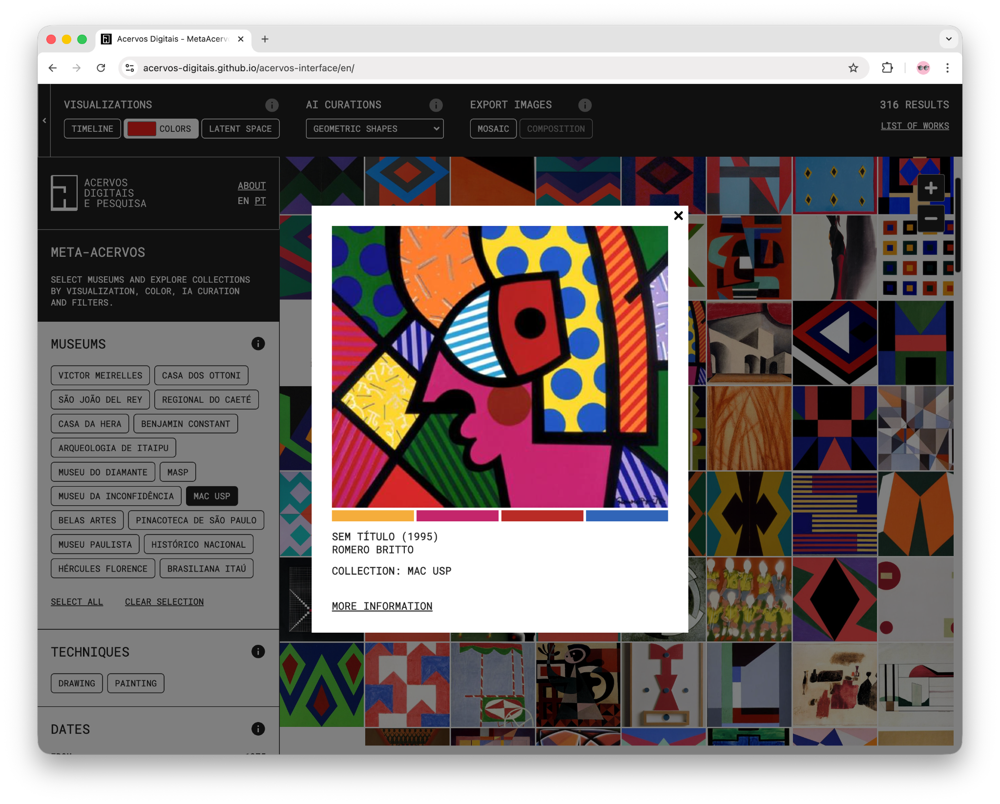 Acervos Digitais - MetaAcerv
acervos-digitais.github.io/acervos-interface/en/
VISUALIZATIONS
TIMELINE
COLORS
LATENT SPACE
AI CURATIONS
GEOMETRIC SHAPES
EXPORT IMAGES
MOSAIC
COMPOSITION
316 RESULTS
LIST OF WORKS
ACERVOS
DIGITAIS
E PESQUISA
ABOUT
EN PT
META-ACERVOS
SELECT MUSEUMS AND EXPLORE COLLECTIONS
BY VISUALIZATION, COLOR, IA CURATION
AND FILTERS.
MUSEUMS
VICTOR MEIRELLES
CASA DOS OTTONI
SÃO JOÃO DEL REY
REGIONAL DO CAETÉ
CASA DA HERA
BENJAMIN CONSTANT
ARQUEOLOGIA DE ITAIPU
MUSEU DO DIAMANTE
MASP
MUSEU DA INCONFIDÊNCIA
MAC USP
BELAS ARTES
PINACOTECA DE SÃO PAULO
MUSEU PAULISTA
HISTÓRICO NACIONAL
HÉRCULES FLORENCE
BRASILIANA ITAÚ
SELECT ALL
CLEAR SELECTION
TECHNIQUES
DRAWING
PAINTING
DATES
SEM TÍTULO (1995)
ROMERO BRITTO
COLLECTION: MAC USP
MORE INFORMATION